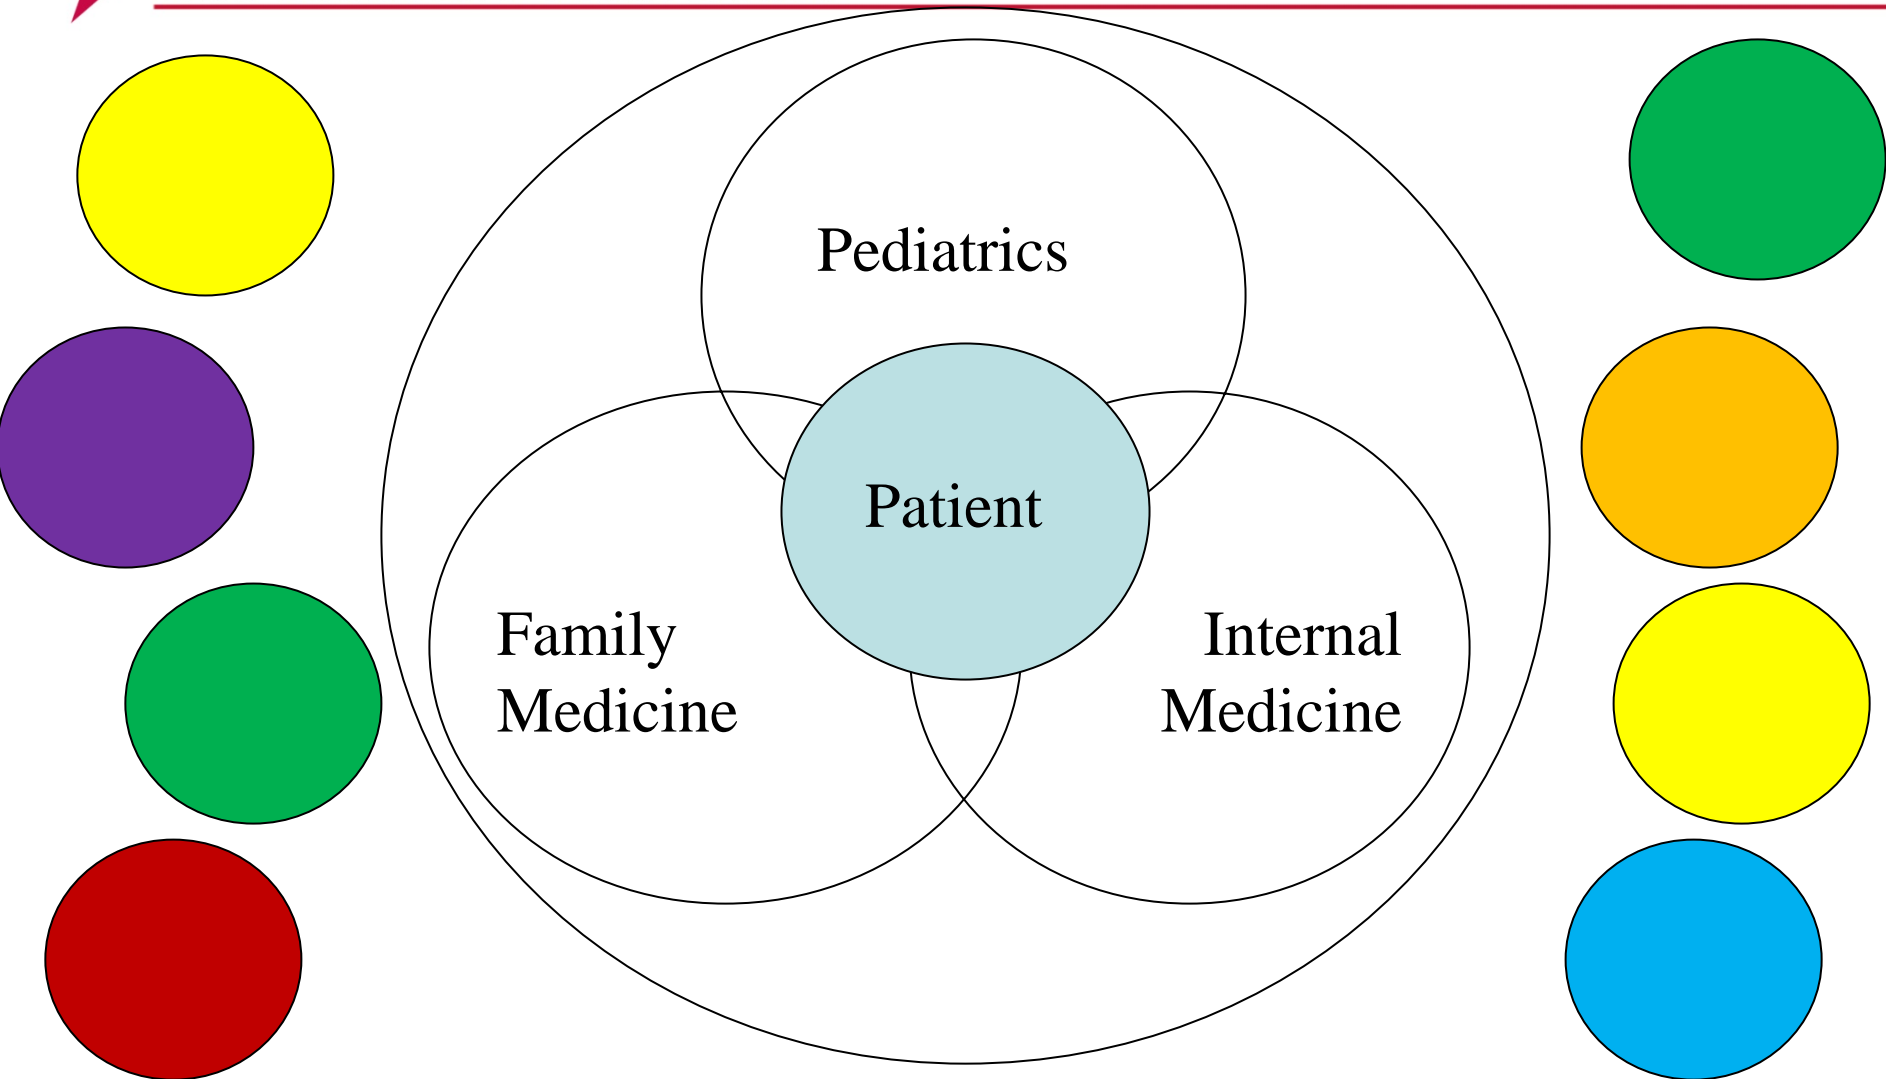 Pediatrics
Patient
Family
Medicine
Internal
Medicine